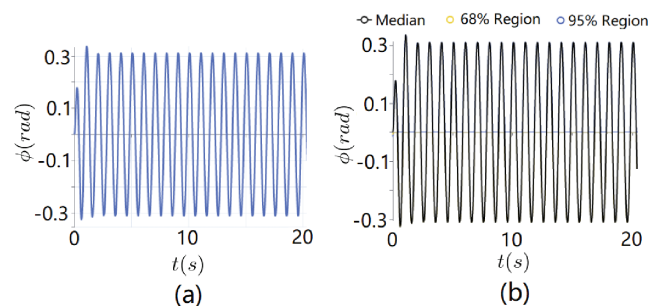 Median 68% Region 95% Region
0.3
0.1
-0.1
-0.3
ϕ(rad)
0 10 20
t(s)
(a)
0.3
0.1
-0.1
-0.3
ϕ(rad)
0 10 20
t(s)
(b)